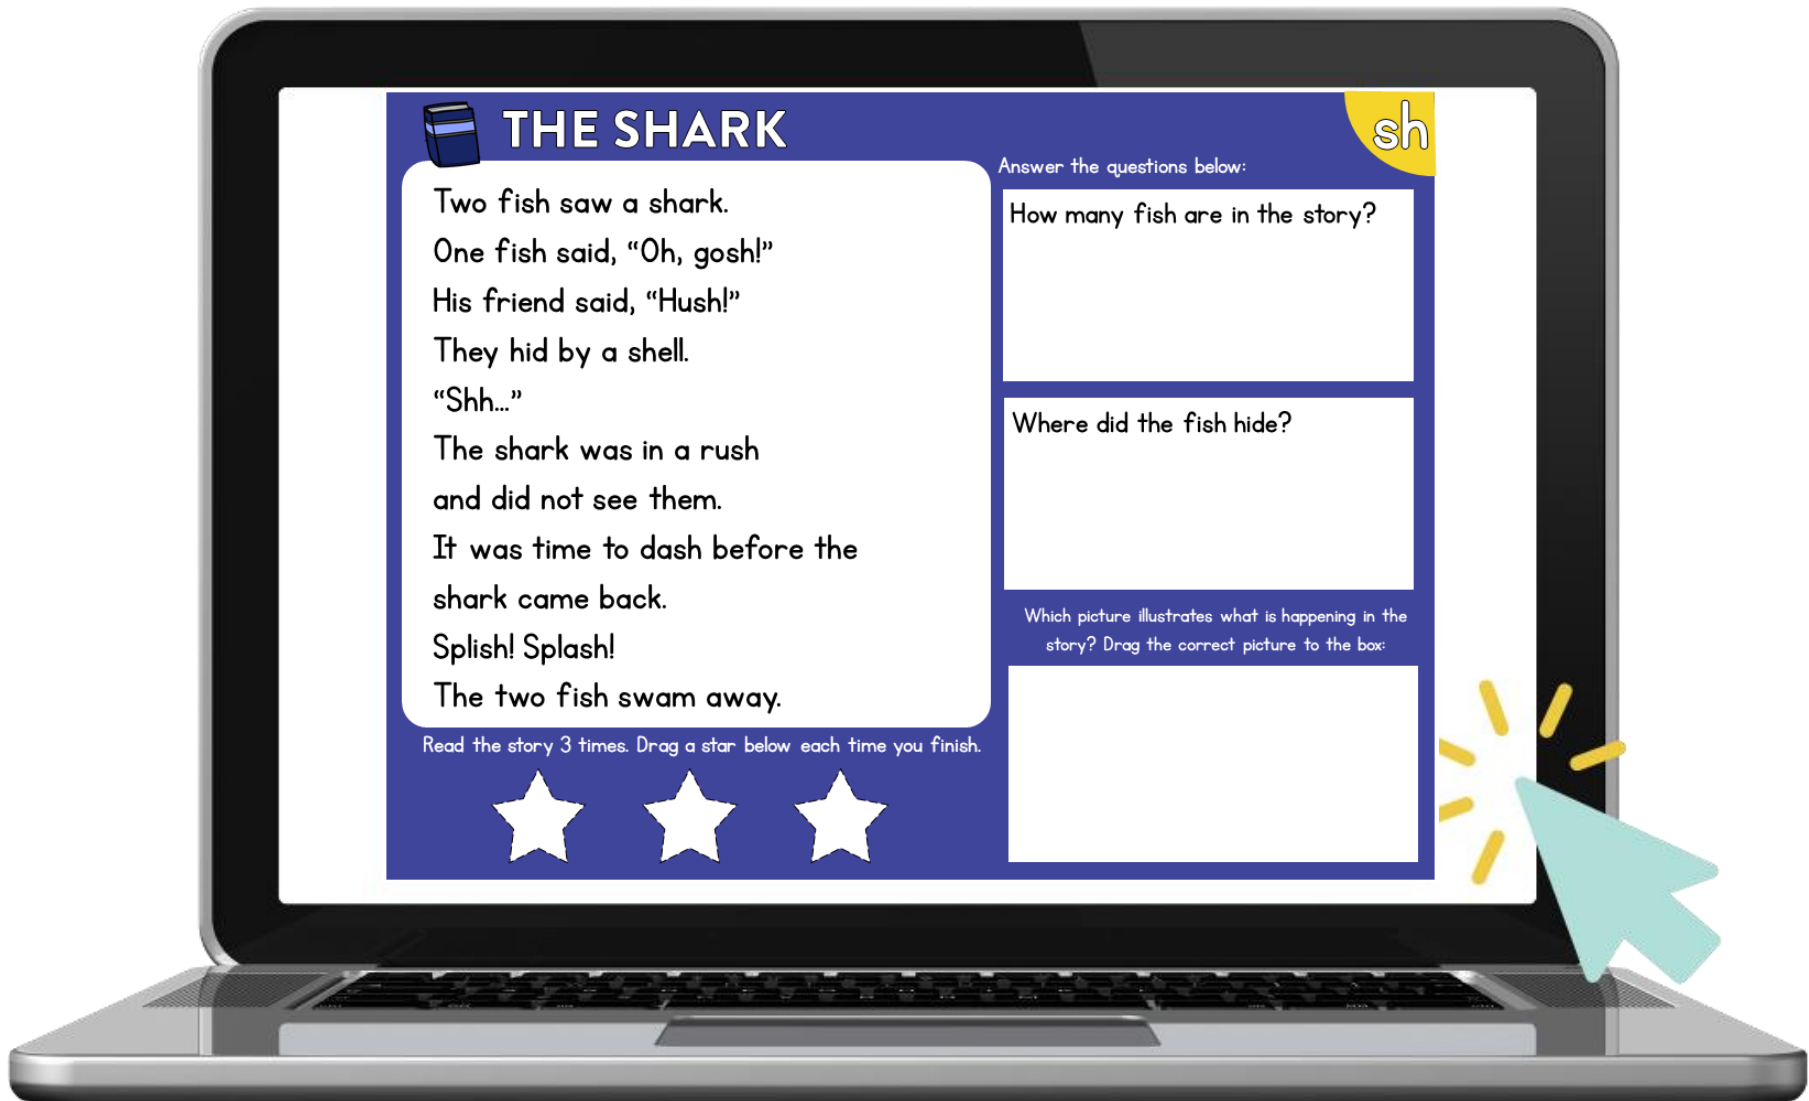 THE SHARK
sh
Two fish saw a shark.
One fish said, “Oh, gosh!”
His friend said, “Hush!”
They hid by a shell.
“Shh...”
The shark was in a rush
and did not see them.
It was time to dash before the
shark came back.
Splish! Splash!
The two fish swam away.
Read the story 3 times. Drag a star below each time you finish.
Answer the questions below:
How many fish are in the story?
Where did the fish hide?
Which picture illustrates what is happening in the
story? Drag the correct picture to the box: